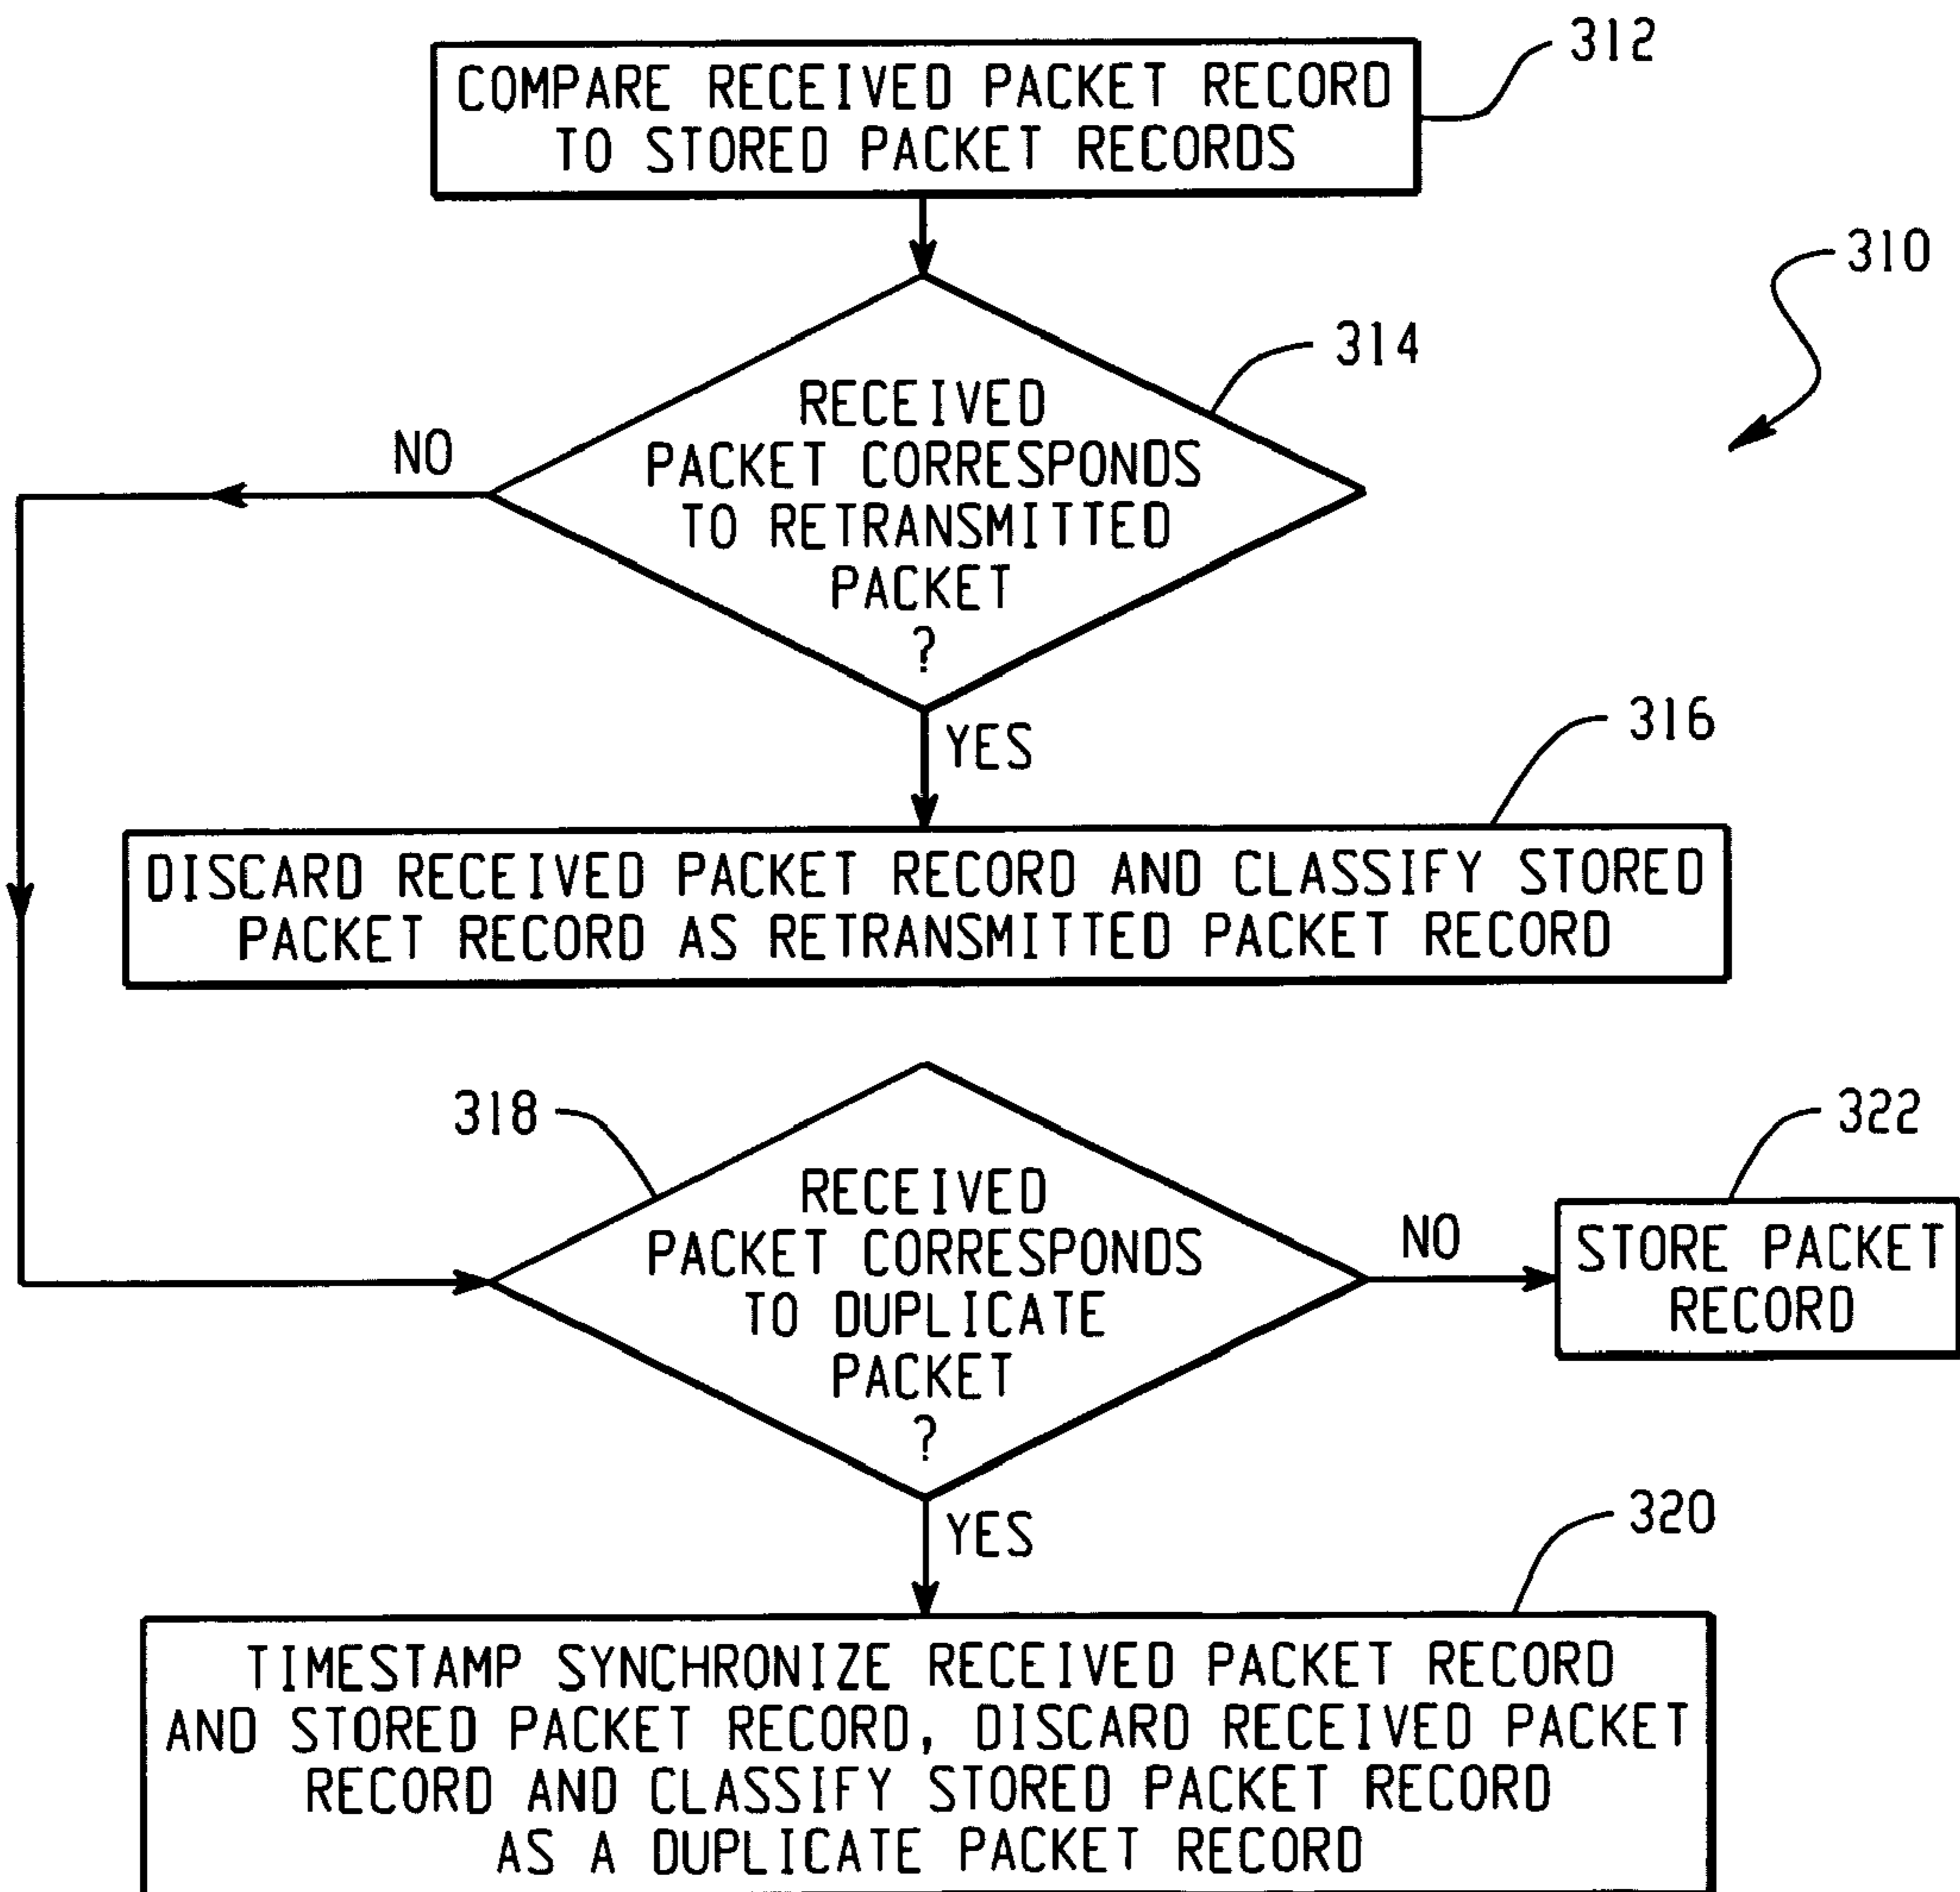 312
COMPARE RECEIVED PACKET RECORD
TO STORED PACKET RECORDS
310
314
RECEIVED
PACKET CORRESPONDS
TO RETRANSMITTED
PACKET
?
NO
YES
316
DISCARD RECEIVED PACKET RECORD AND CLASSIFY STORED
PACKET RECORD AS RETRANSMITTED PACKET RECORD
318
322
RECEIVED
PACKET CORRESPONDS
TO DUPLICATE
PACKET
?
NO
STORE PACKET
RECORD
YES
320
TIMESTAMP SYNCHRONIZE RECEIVED PACKET RECORD
AND STORED PACKET RECORD, DISCARD RECEIVED PACKET
RECORD AND CLASSIFY STORED PACKET RECORD
AS A DUPLICATE PACKET RECORD